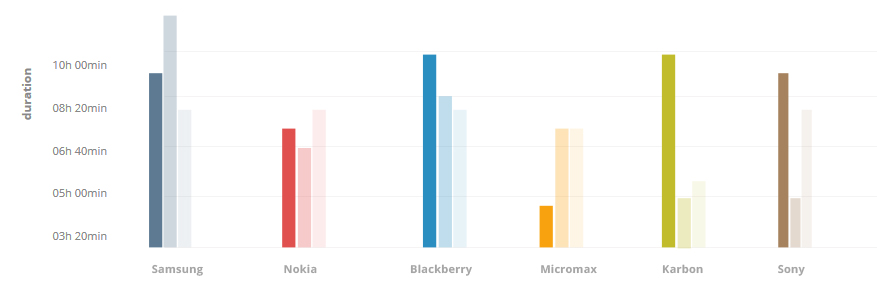 duration
10h 00min
08h 20min
06h 40min
05h 00min
03h 20min
Samsung Nokia Blackberry Micromax Karbon Sony